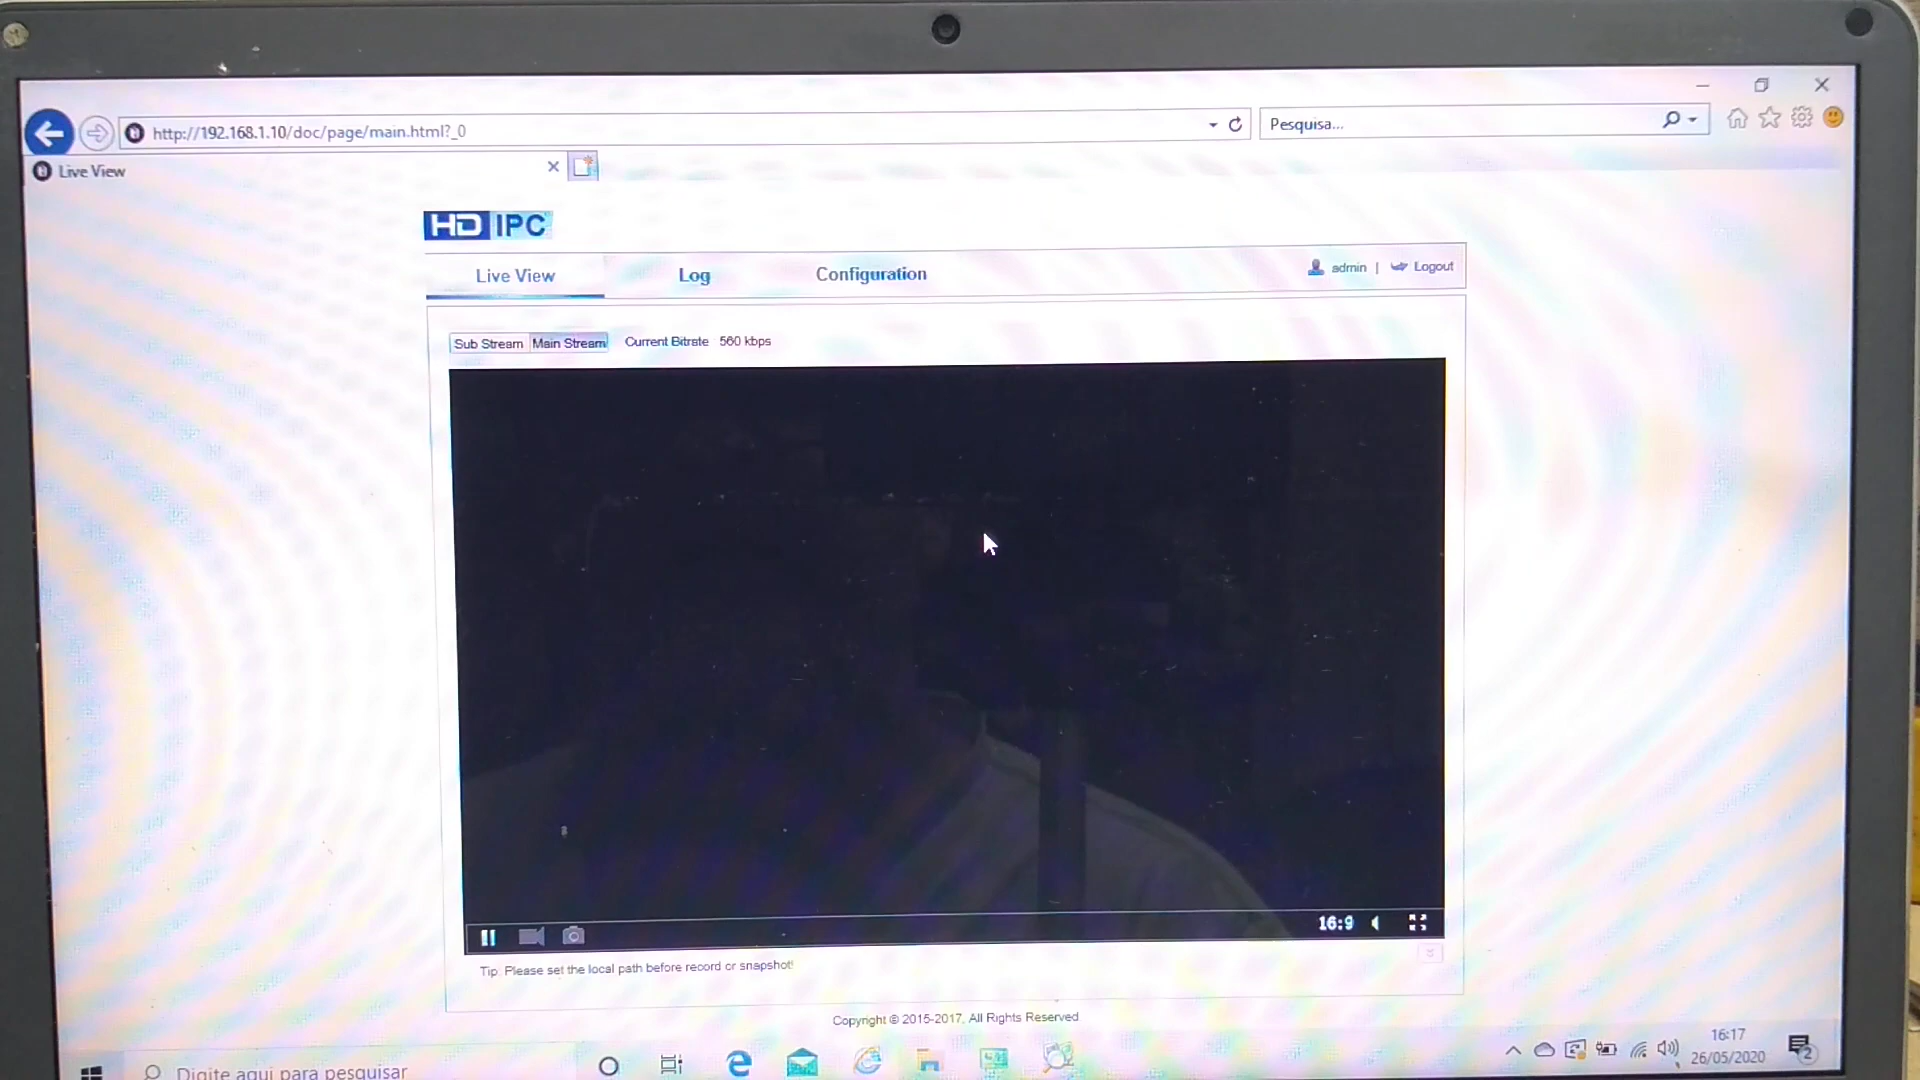 http://192.168.1.10/doc/page/main.html?_0
Pesquisa...
Live View
HD IPC
Live View Log Configuration admin | Logout
Sub Stream Main Stream Current Bitrate 560 kbps
16:9
Tip: Please set the local path before record or snapshot!
Copyright © 2015-2017, All Rights Reserved
16:17
Digite aqui para pesquisar
26/05/2020
2